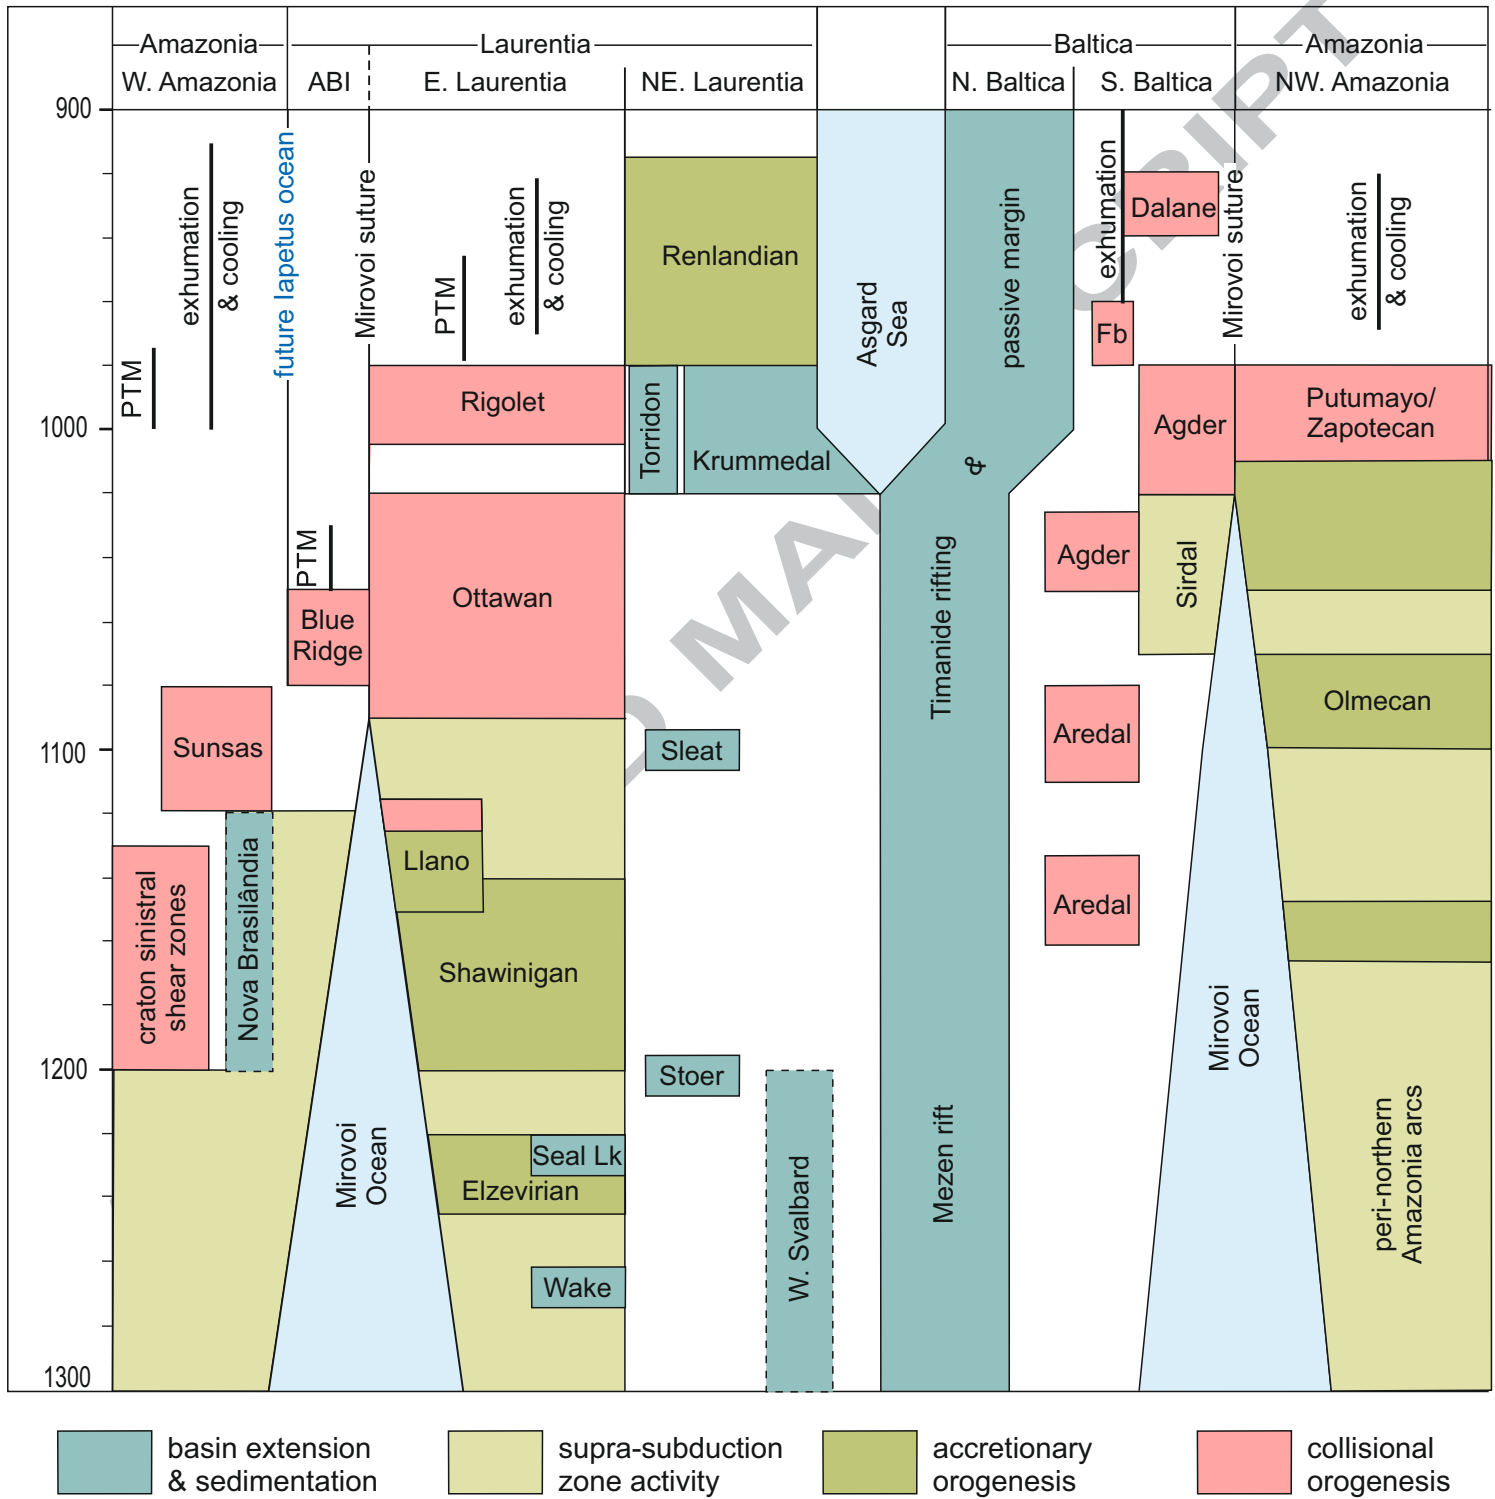 Amazonia
Laurentia
Baltica
Amazonia
W. Amazonia
ABI
E. Laurentia
NE. Laurentia
N. Baltica
S. Baltica
NW. Amazonia
900
1000
1100
1200
1300
PTM
exhumation
& cooling
Sunsas
craton sinistral
shear zones
Nova Brasilândia
future Iapetus ocean
PTM
Blue
Ridge
Mirovoi suture
Mirovoi
Ocean
PTM
exhumation
& cooling
Rigolet
Ottawan
Llano
Shawinigan
Seal Lk
Elzevirian
Wake
Renlandian
Torridon
Krummedal
Sleat
Stoer
W. Svalbard
Asgard
Sea
passive margin
&
Timanide rifting
Mezen rift
exhumation
Dalane
Fb
Agder
Agder
Sirdal
Aredal
Aredal
Mirovoi suture
Mirovoi
Ocean
exhumation
& cooling
Putumayo/
Zapotecan
Olmecan
peri-northern
Amazonia arcs
D MA
CRIPT
basin extension
& sedimentation
supra-subduction
zone activity
accretionary
orogenesis
collisional
orogenesis